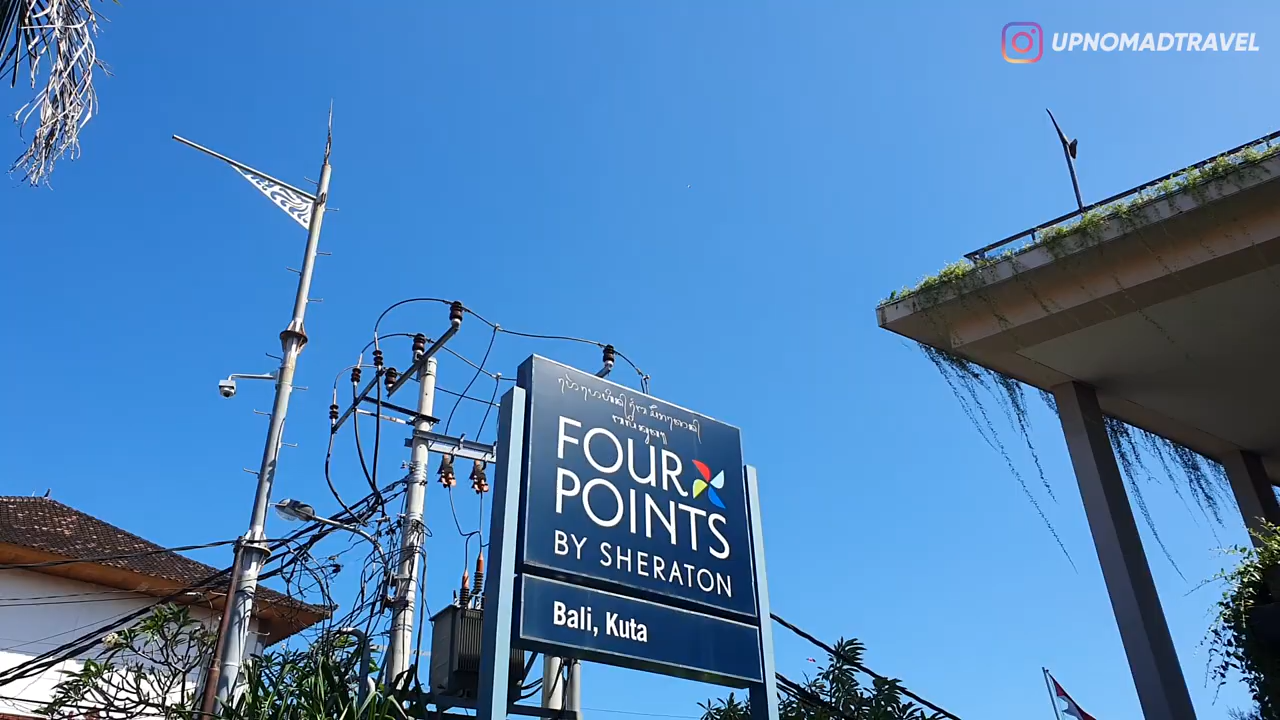 UPNOMADTRAVEL
FOUR
POINTS
BY SHERATON
Bali, Kuta